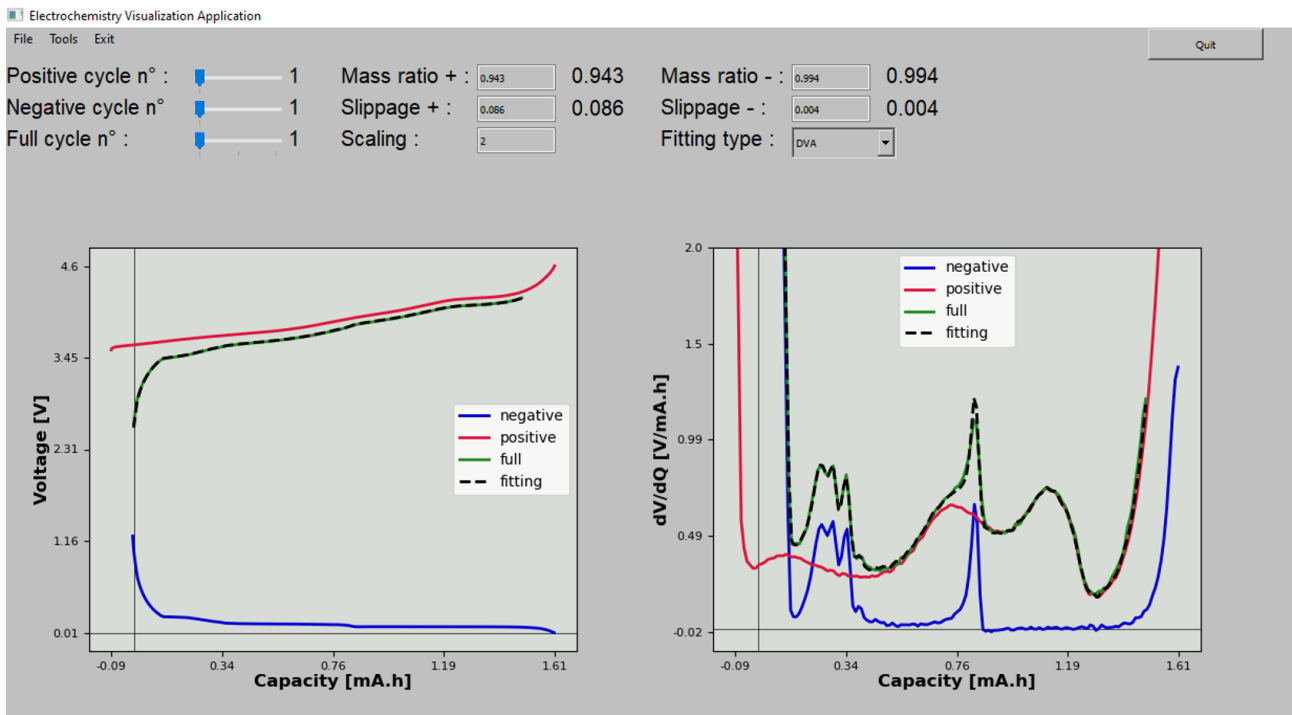 Electrochemistry Visualization Application
File Tools Exit
Quit
Positive cycle n° : 1 Mass ratio + : 0.943 0.943 Mass ratio - : 0.994 0.994
Negative cycle n° 1 Slippage + : 0.086 0.086 Slippage - : 0.004 0.004
Full cycle n° : 1 Scaling : 2 Fitting type : DVA
Voltage [V]
4.6
3.45
2.31
1.16
0.01
negative
positive
full
fitting
-0.09 0.34 0.76 1.19 1.61
Capacity [mA.h]
dV/dQ [V/mA.h]
2.0
1.5
0.99
0.49
-0.02
negative
positive
full
fitting
-0.09 0.34 0.76 1.19 1.61
Capacity [mA.h]